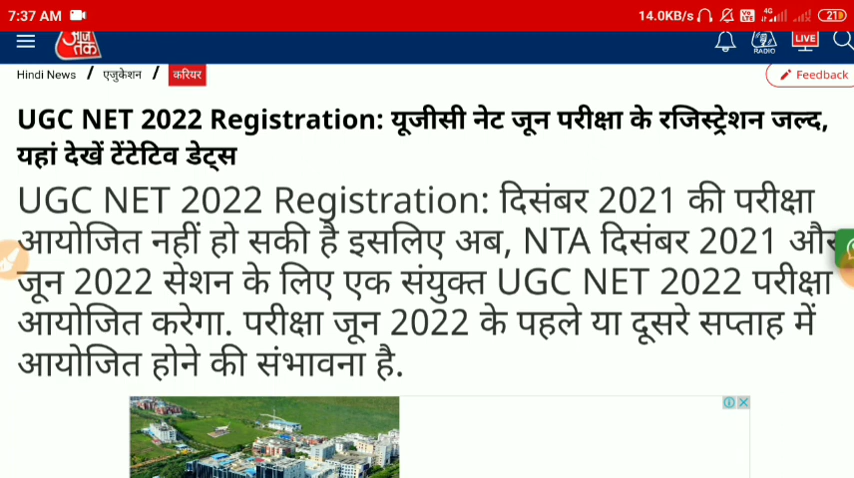 7:37 AM 14.0KB/s Vo LTE 4G 21
आज तक RADIO LIVE
Hindi News / एजुकेशन / करियर Feedback
UGC NET 2022 Registration: यूजीसी नेट जून परीक्षा के रजिस्ट्रेशन जल्द,
यहां देखें टेंटेटिव डेट्स
UGC NET 2022 Registration: दिसंबर 2021 की परीक्षा
आयोजित नहीं हो सकी है इसलिए अब, NTA दिसंबर 2021 और
जून 2022 सेशन के लिए एक संयुक्त UGC NET 2022 परीक्षा
आयोजित करेगा. परीक्षा जून 2022 के पहले या दूसरे सप्ताह में
आयोजित होने की संभावना है.